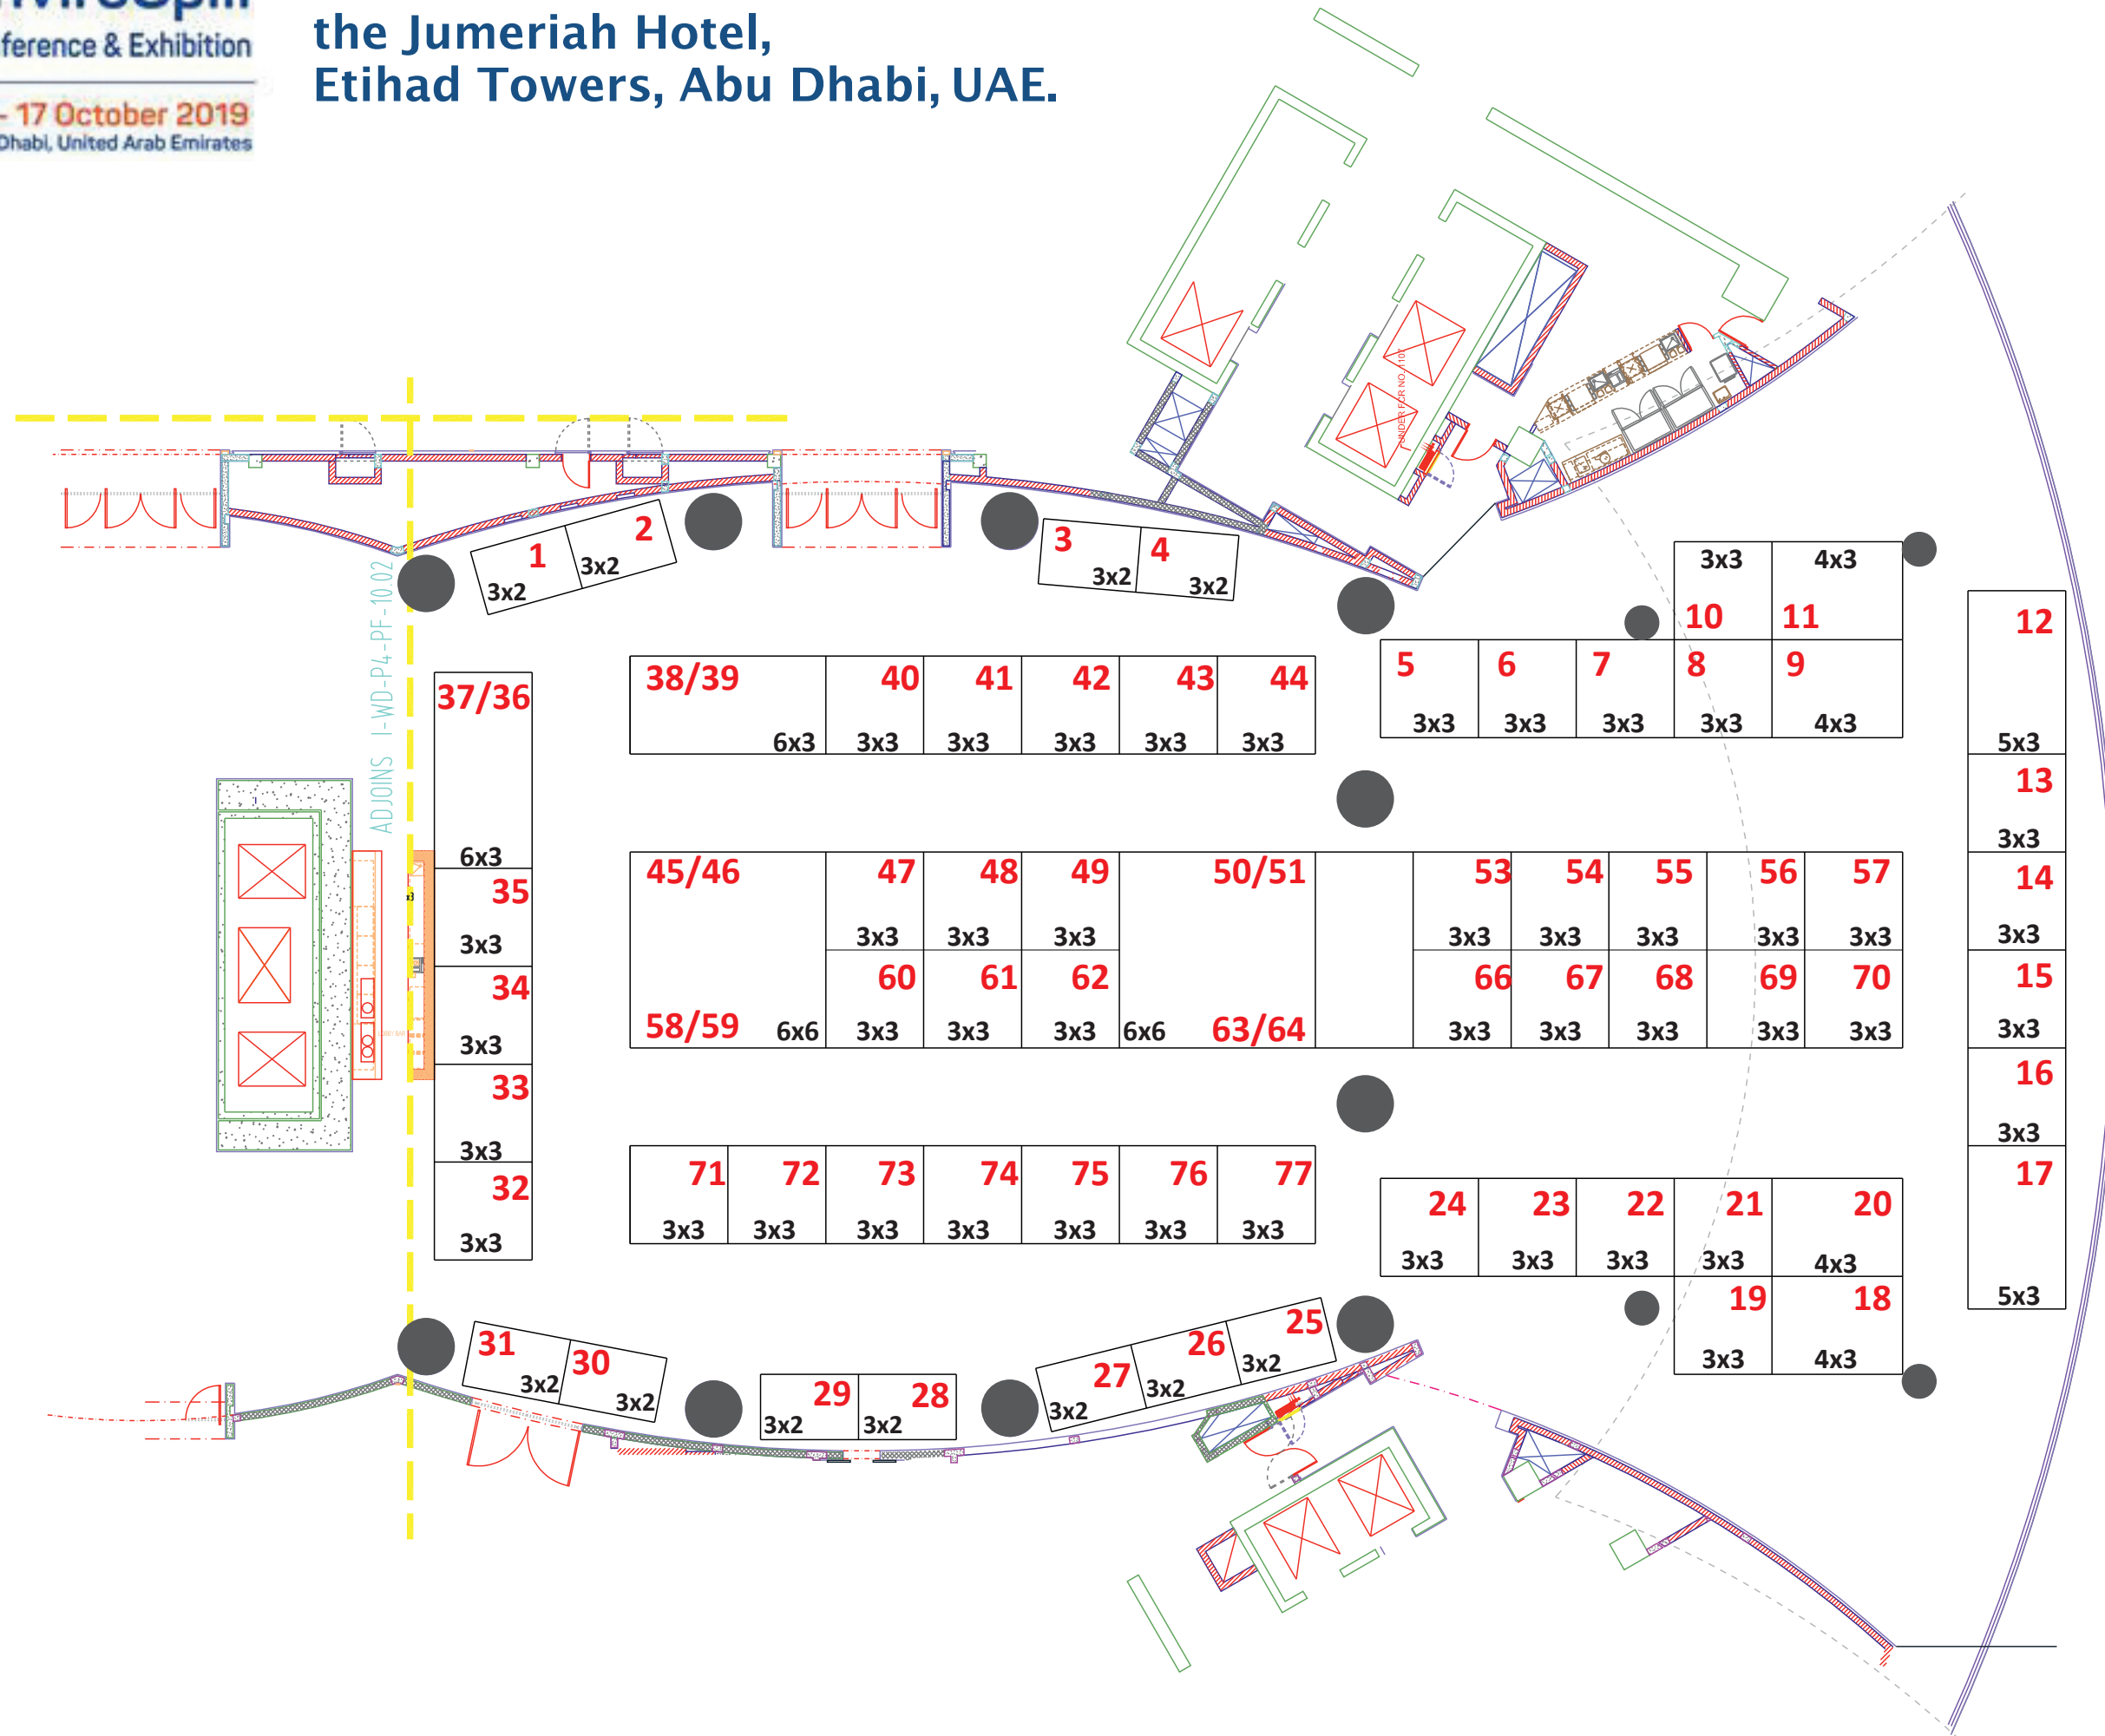 ference & Exhibition
- 17 October 2019
Dhabi, United Arab Emirates
the Jumeriah Hotel,
Etihad Towers, Abu Dhabi, UAE.
UNDER FCR NO. 1107
ADJOINS I-WD-P4-PF-10.02
1
3x2
2
3x2
3
3x2
4
3x2
3x3
10
4x3
11
5
3x3
6
3x3
7
3x3
8
3x3
9
4x3
12
5x3
13
3x3
14
3x3
15
3x3
16
3x3
17
5x3
37/36
6x3
35
3x3
34
3x3
33
3x3
32
3x3
LOBBY BAR
38/39
6x3
40
3x3
41
3x3
42
3x3
43
3x3
44
3x3
45/46
58/59
6x6
47
3x3
48
3x3
49
3x3
50/51
6x6
63/64
53
3x3
54
3x3
55
3x3
56
3x3
57
3x3
60
3x3
61
3x3
62
3x3
66
3x3
67
3x3
68
3x3
69
3x3
70
3x3
71
3x3
72
3x3
73
3x3
74
3x3
75
3x3
76
3x3
77
3x3
24
3x3
23
3x3
22
3x3
21
3x3
20
4x3
19
3x3
18
4x3
31
3x2
30
3x2
29
3x2
28
3x2
27
3x2
26
3x2
25
3x2